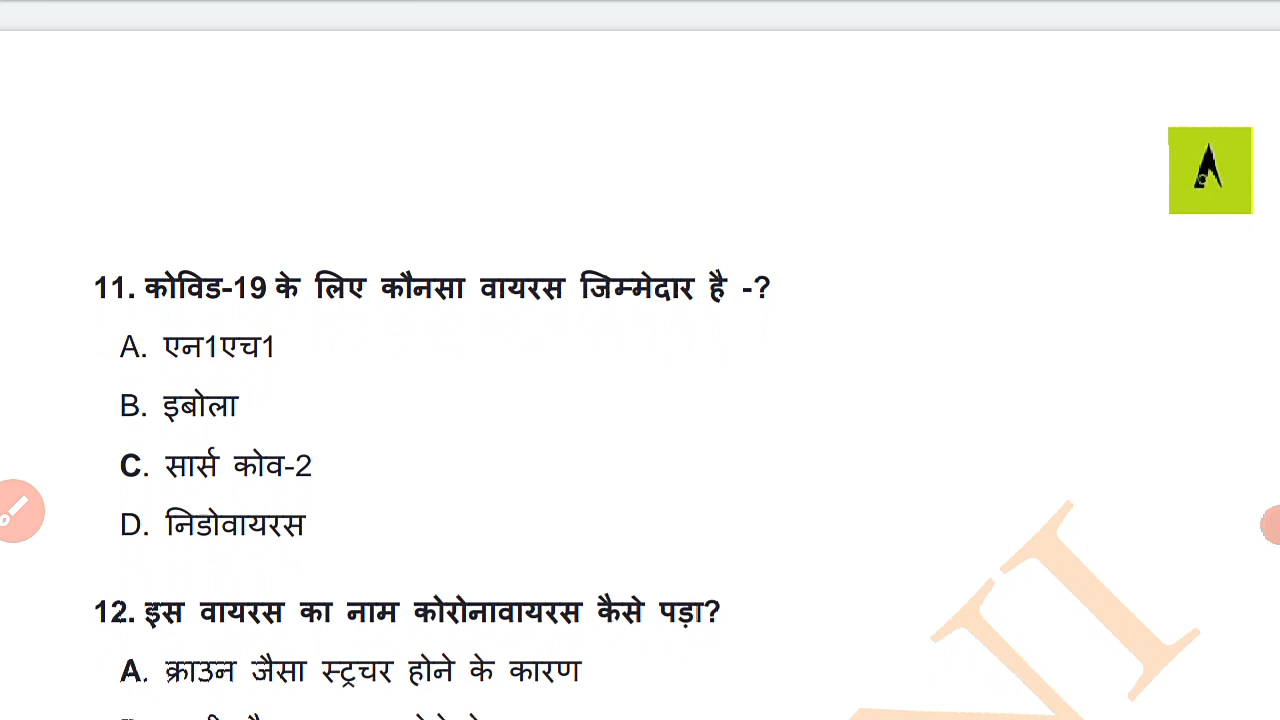 11. कोविड-19 के लिए कौनसा वायरस जिम्मेदार है -?
A. एन1एच1
B. इबोला
C. सार्स कोव-2
D. निडोवायरस
12. इस वायरस का नाम कोरोनावायरस कैसे पड़ा?
A. क्राउन जैसा स्ट्रचर होने के कारण